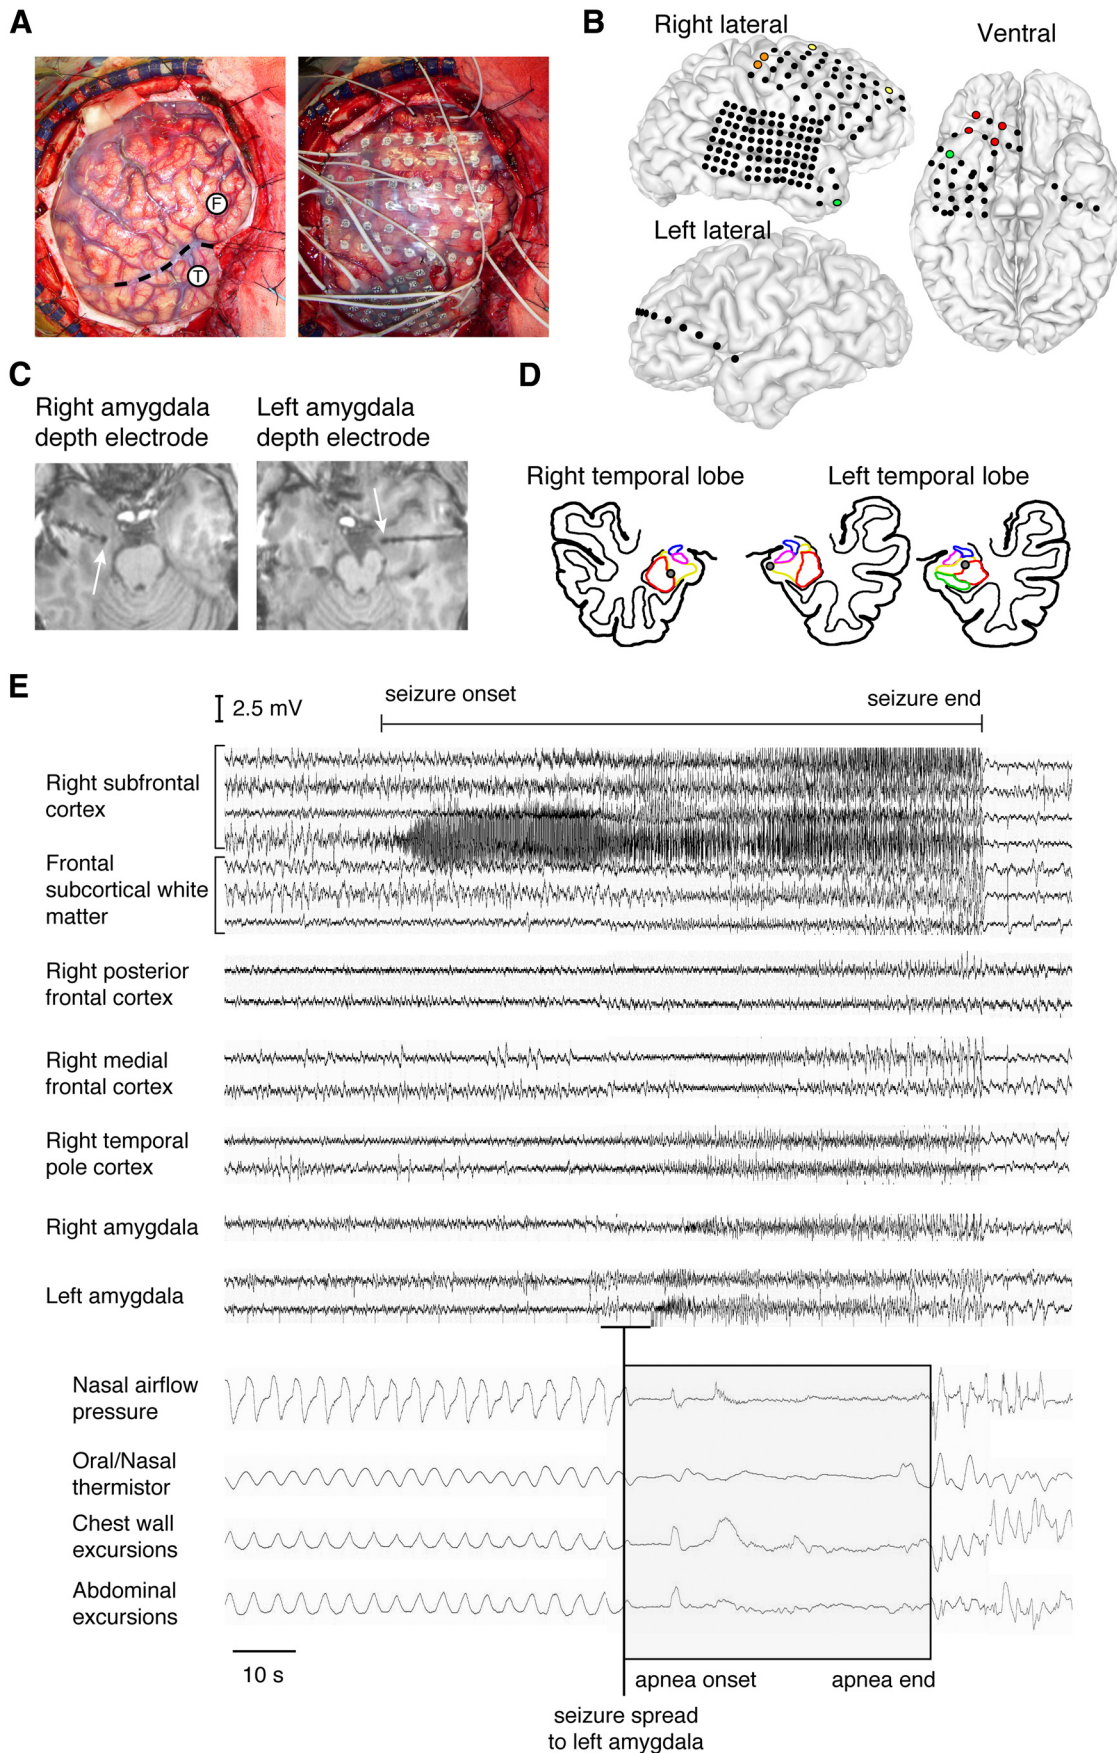 A
F
T
B
Right lateral
Ventral
Left lateral
C
Right amygdala
depth electrode
Left amygdala
depth electrode
D
Right temporal lobe
Left temporal lobe
E
2.5 mV
seizure onset
seizure end
Right subfrontal
cortex
Frontal
subcortical white
matter
Right posterior
frontal cortex
Right medial
frontal cortex
Right temporal
pole cortex
Right amygdala
Left amygdala
Nasal airflow
pressure
Oral/Nasal
thermistor
Chest wall
excursions
Abdominal
excursions
10 s
apnea onset
apnea end
seizure spread
to left amygdala